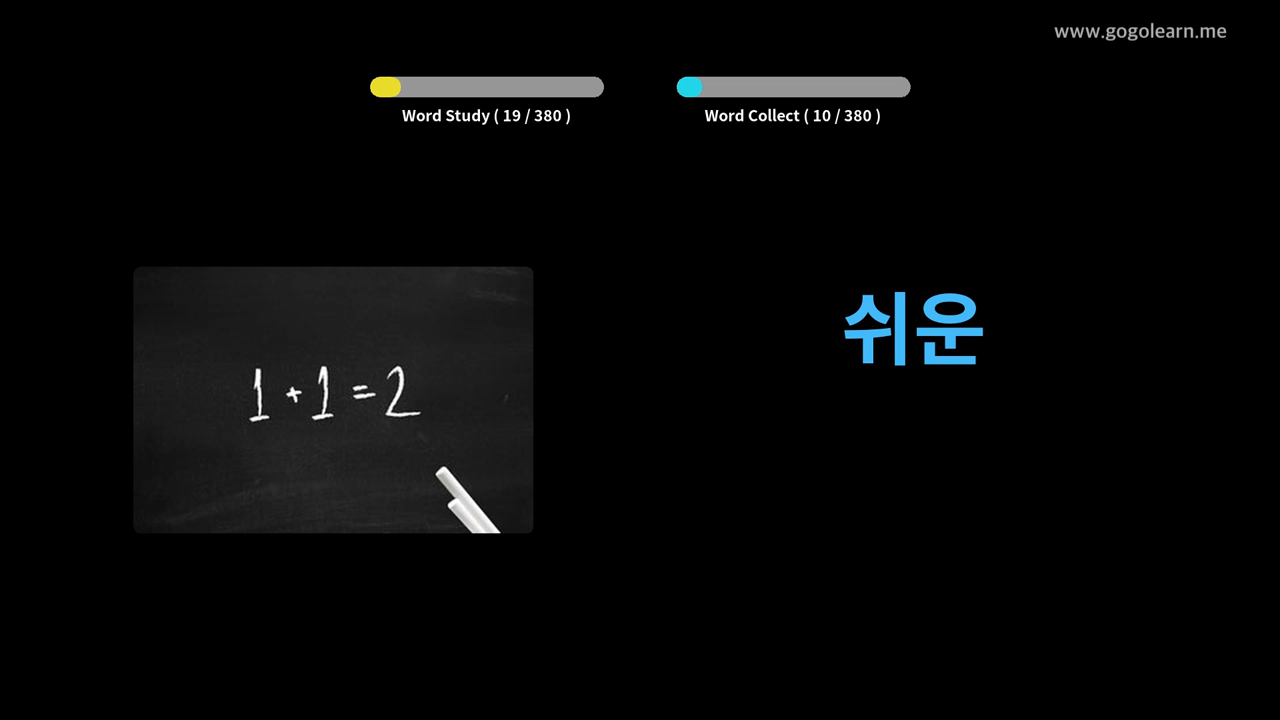 www.gogolearn.me
Word Study ( 19 / 380 )
Word Collect ( 10 / 380 )
1 + 1 = 2
쉬운